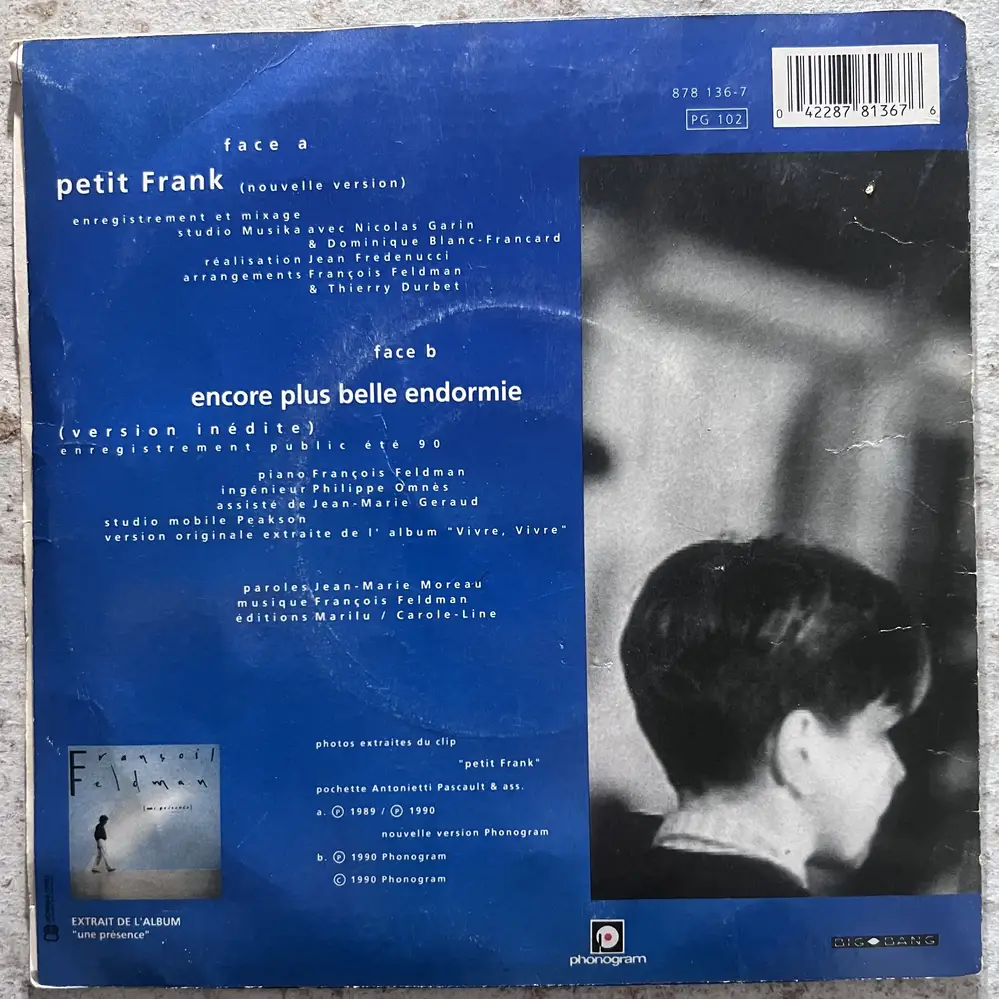 878 136-7
PG 102
0 42287 81367 6
face a
petit Frank (nouvelle version)
enregistrement et mixage
studio Musika avec Nicolas Garin
& Dominique Blanc-Francard
réalisation Jean Fredenucci
arrangements François Feldman
& Thierry Durbet
face b
encore plus belle endormie
(version inédite)
enregistrement public été 90
piano François Feldman
ingénieur Philippe Omnès
assisté de Jean-Marie Geraud
studio mobile Peakson
version originale extraite de l' album "Vivre, Vivre"
paroles Jean-Marie Moreau
musique François Feldman
éditions Marilu / Carole-Line
photos extraites du clip
"petit Frank"
pochette Antonietti Pascault & ass.
a. Ⓟ 1989 / Ⓟ 1990
nouvelle version Phonogram
b. Ⓟ 1990 Phonogram
© 1990 Phonogram
Feldman
EXTRAIT DE L'ALBUM
"une présence"
phonogram
BIG BANG